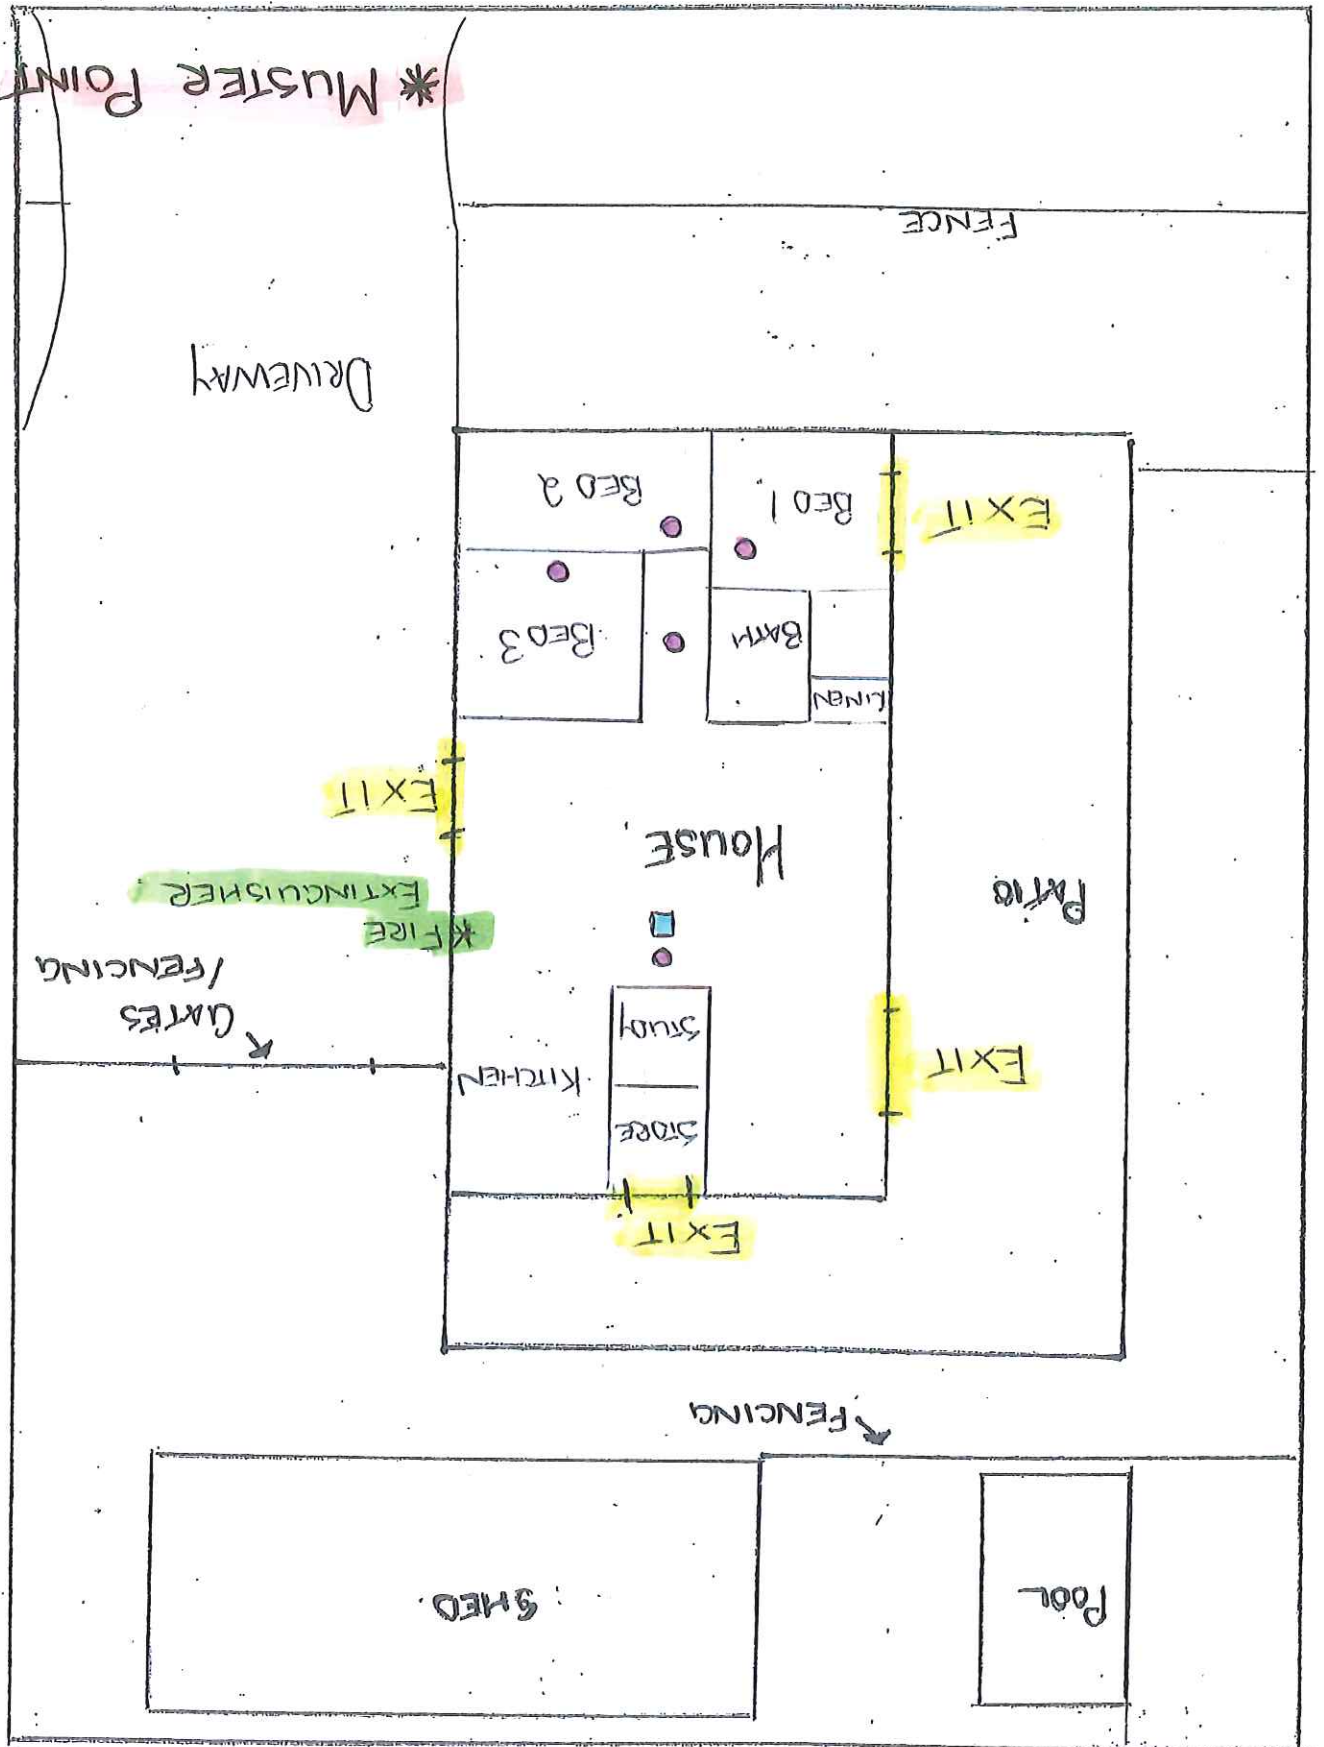 POOL
SHED
FENCING
EXIT
STORE
EXIT
KITCHEN
STUDY
GATES
/FENCING
*FIRE
EXTINGUISHER
PATIO
HOUSE
EXIT
LINEN
BATH
BED 3
EXIT
BED 1
BED 2
DRIVEWAY
FENCE
* MUSTER POINT